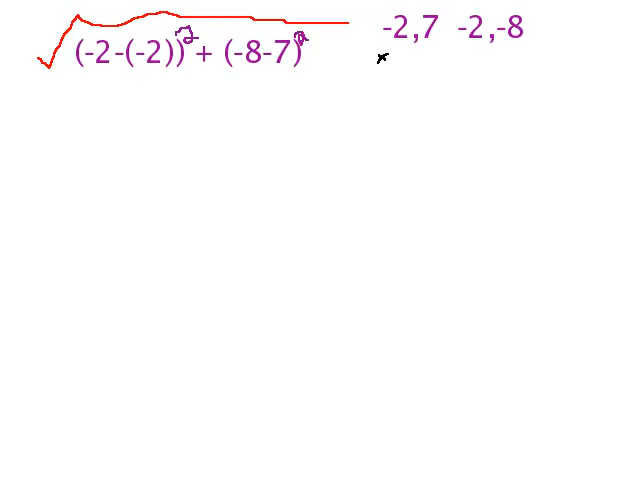 √(-2-(-2))² + (-8-7)² -2,7 -2,-8
x